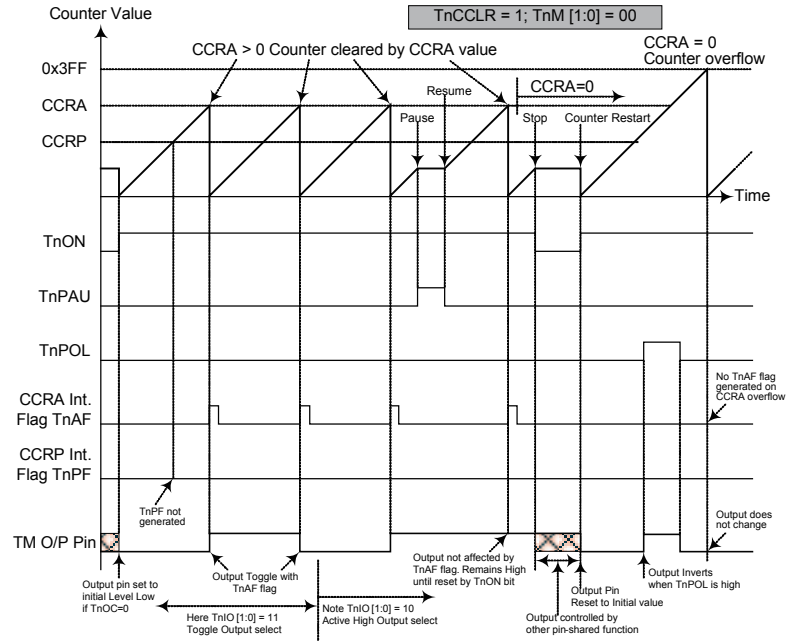 Counter Value
TnCCLR = 1; TnM [1:0] = 00
CCRA > 0 Counter cleared by CCRA value
CCRA = 0
Counter overflow
0x3FF
CCRA=0
Resume
CCRA
Pause
Stop
Counter Restart
CCRP
Time
TnON
TnPAU
TnPOL
No TnAF flag
generated on
CCRA overflow
CCRA Int.
Flag TnAF
CCRP Int.
Flag TnPF
TnPF not
generated
Output does
not change
TM O/P Pin
Output pin set to
initial Level Low
if TnOC=0
Output Toggle with
TnAF flag
Output not affected by
TnAF flag. Remains High
until reset by TnON bit
Output Inverts
when TnPOL is high
Output Pin
Reset to Initial value
Here TnIO [1:0] = 11
Toggle Output select
Note TnIO [1:0] = 10
Active High Output select
Output controlled by
other pin-shared function